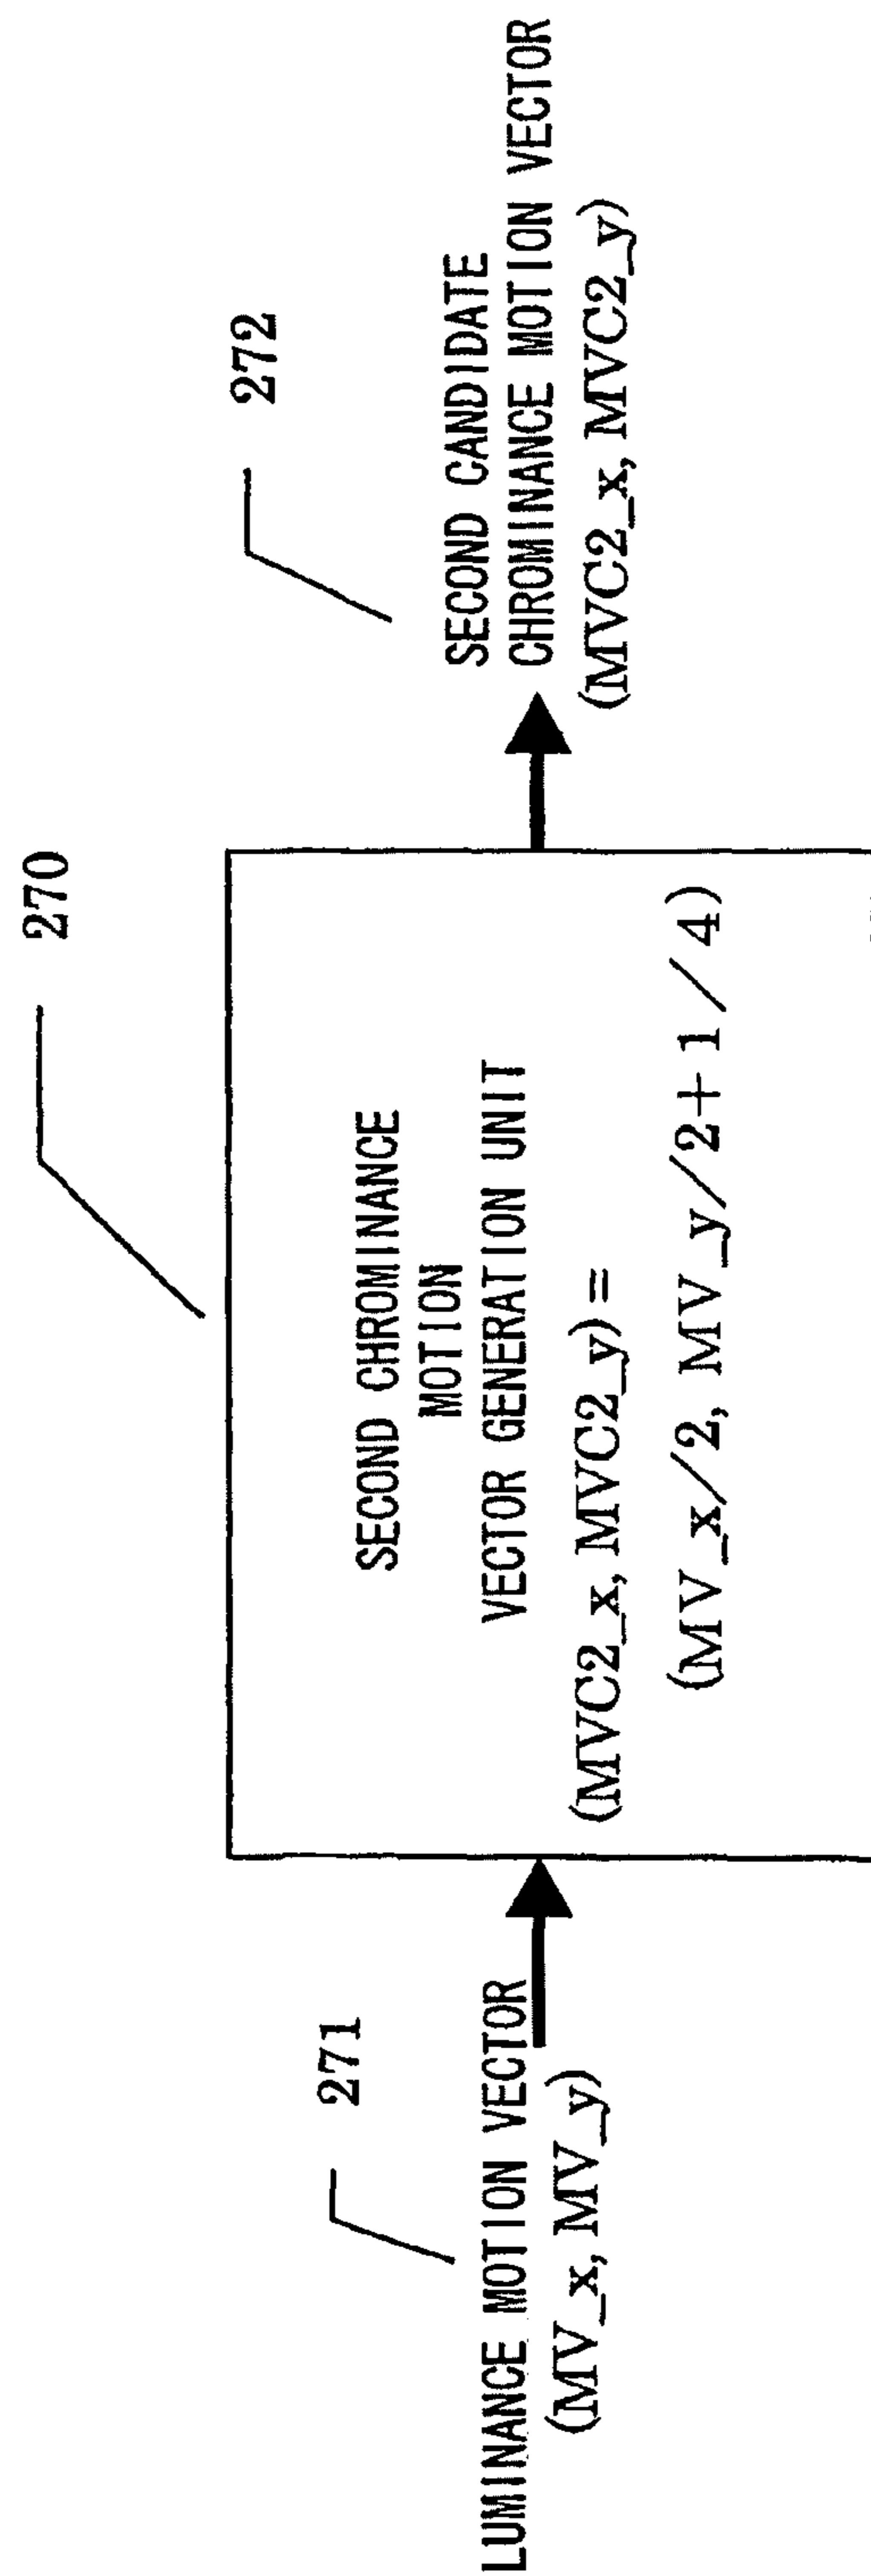 271
LUMINANCE MOTION VECTOR
(MV_x, MV_y)
270
SECOND CHROMINANCE
MOTION
VECTOR GENERATION UNIT
(MVC2_x, MVC2_y) =
(MV_x/2, MV_y/2+1/4)
272
SECOND CANDIDATE
CHROMINANCE MOTION VECTOR
(MVC2_x, MVC2_y)